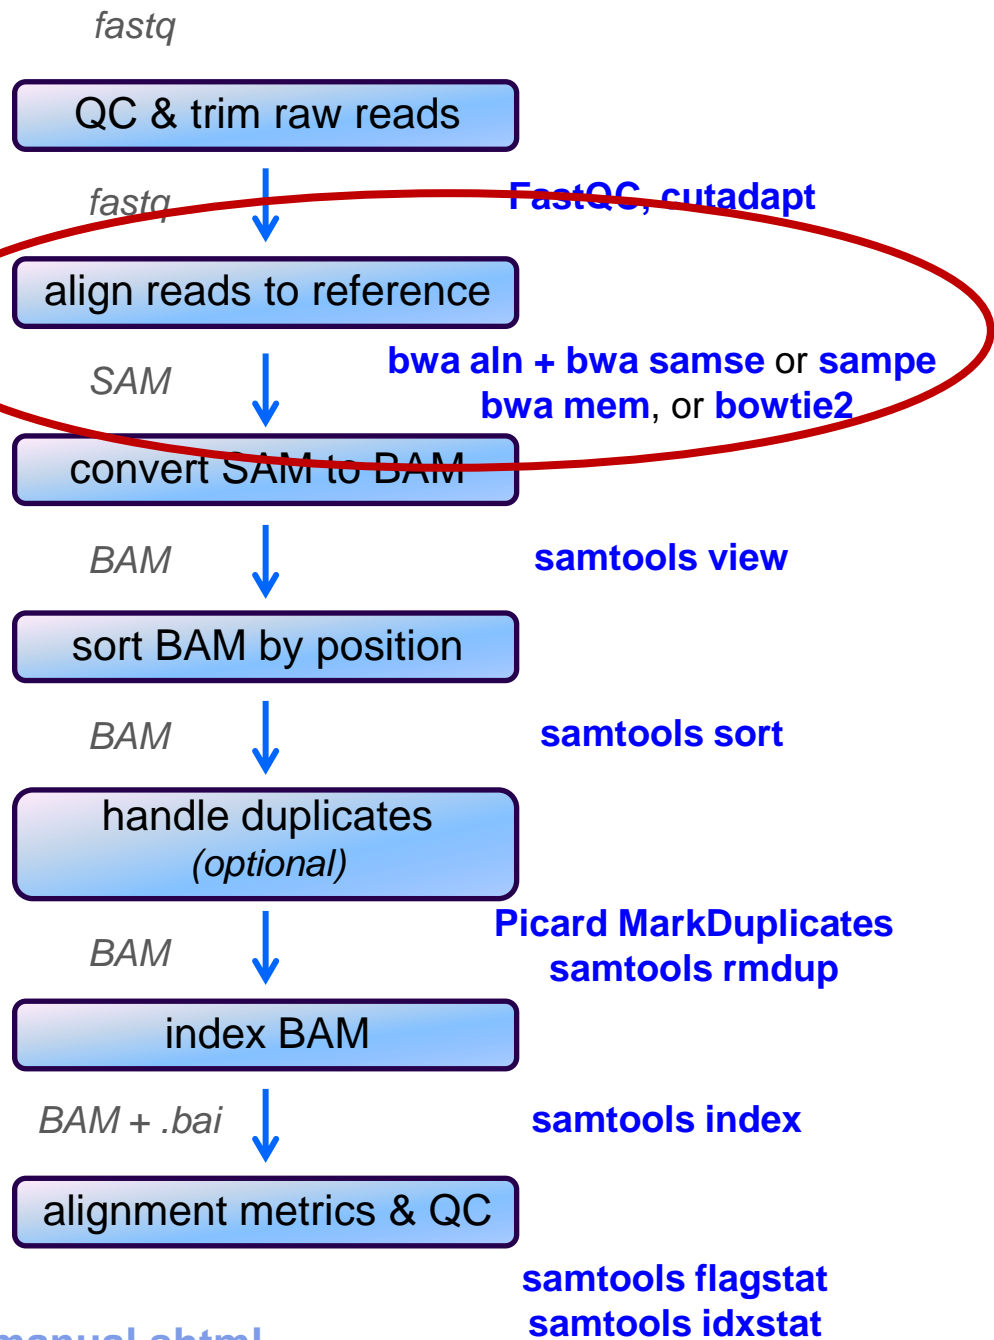 fastq
QC & trim raw reads
fastq
FastQC, cutadapt
align reads to reference
SAM
bwa aln + bwa samse or sampe
bwa mem, or bowtie2
convert SAM to BAM
BAM
samtools view
sort BAM by position
BAM
samtools sort
handle duplicates
(optional)
BAM
Picard MarkDuplicates
samtools rmdup
index BAM
BAM + .bai
samtools index
alignment metrics & QC
samtools flagstat
samtools idxstat
manual.shtml